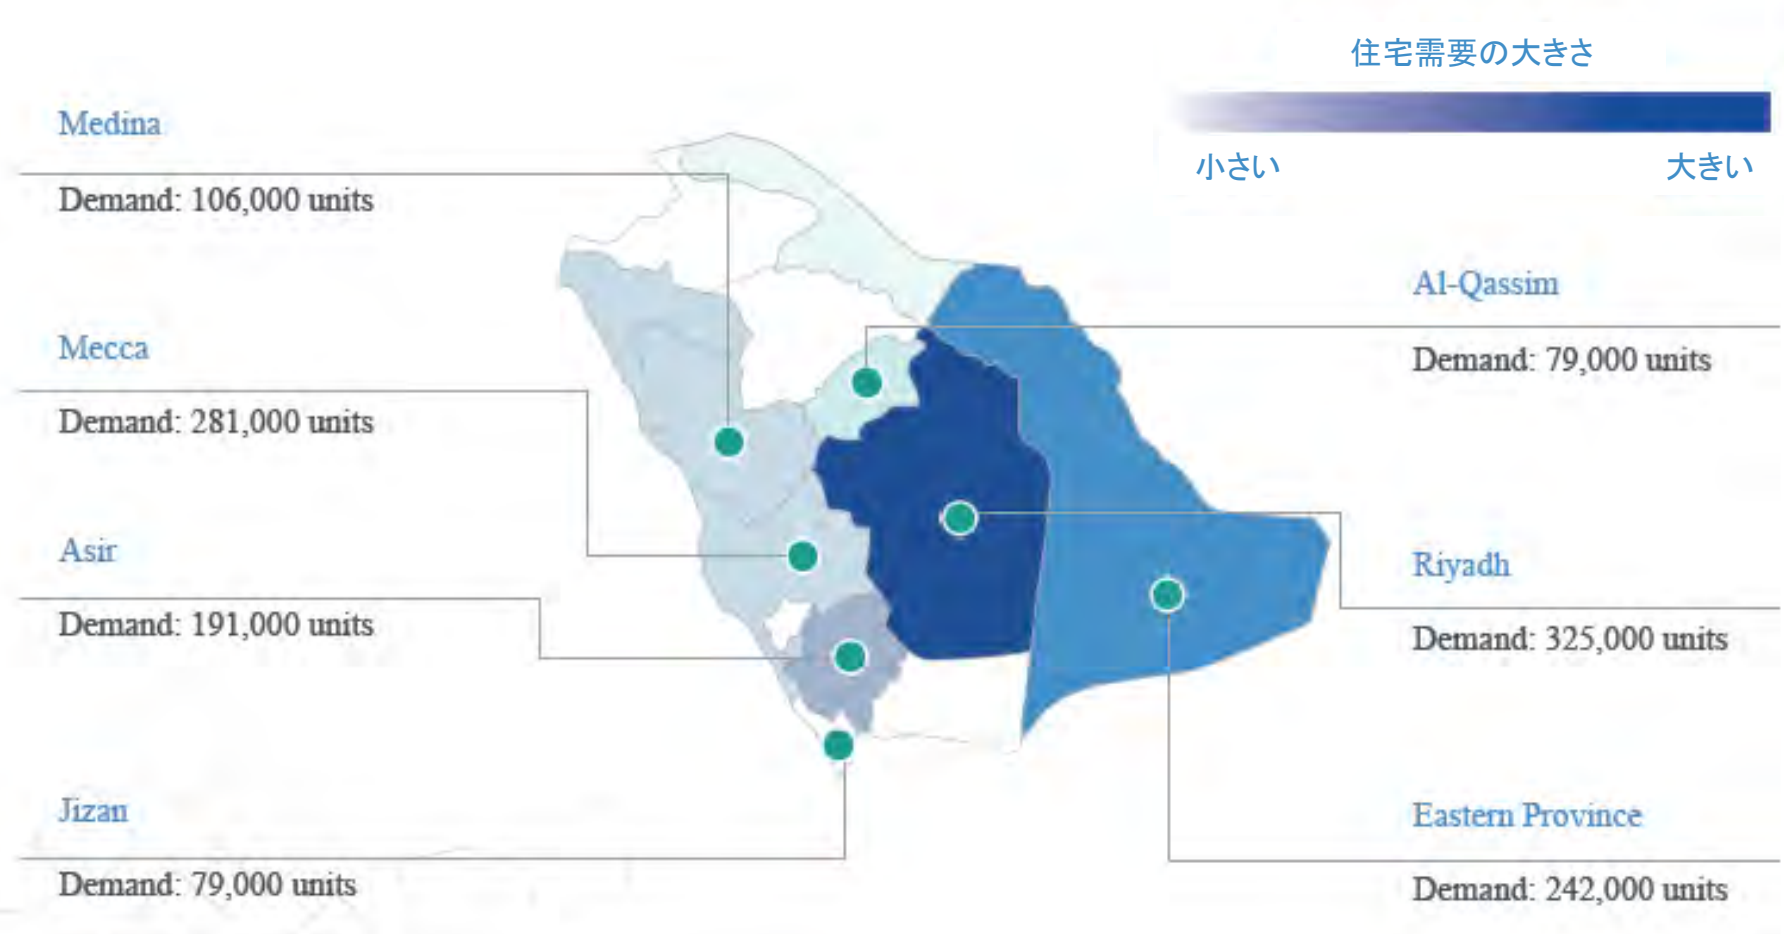 住宅需要の大きさ
小さい
大きい
Medina
Demand: 106,000 units
Mecca
Demand: 281,000 units
Asir
Demand: 191,000 units
Jizan
Demand: 79,000 units
Al-Qassim
Demand: 79,000 units
Riyadh
Demand: 325,000 units
Eastern Province
Demand: 242,000 units